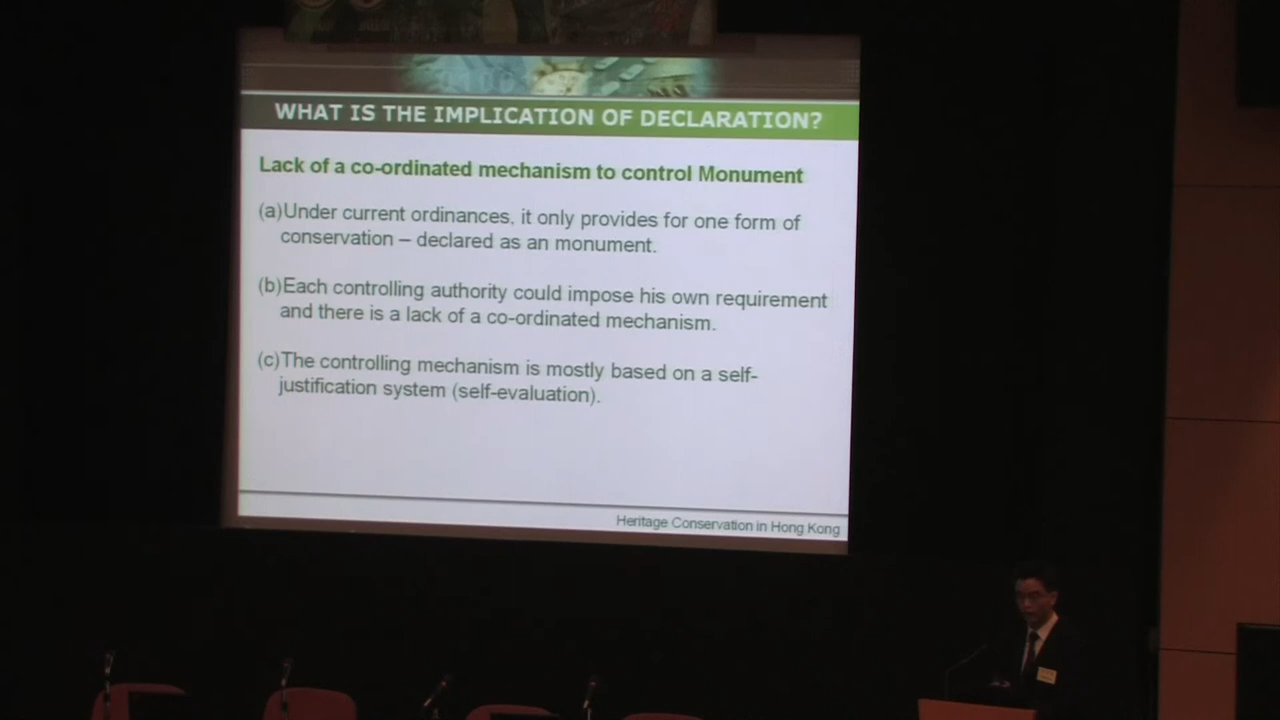 WHAT IS THE IMPLICATION OF DECLARATION?
Lack of a co-ordinated mechanism to control Monument
(a)Under current ordinances, it only provides for one form of
conservation – declared as an monument.
(b)Each controlling authority could impose his own requirement
and there is a lack of a co-ordinated mechanism.
(c)The controlling mechanism is mostly based on a self-
justification system (self-evaluation).
Heritage Conservation in Hong Kong